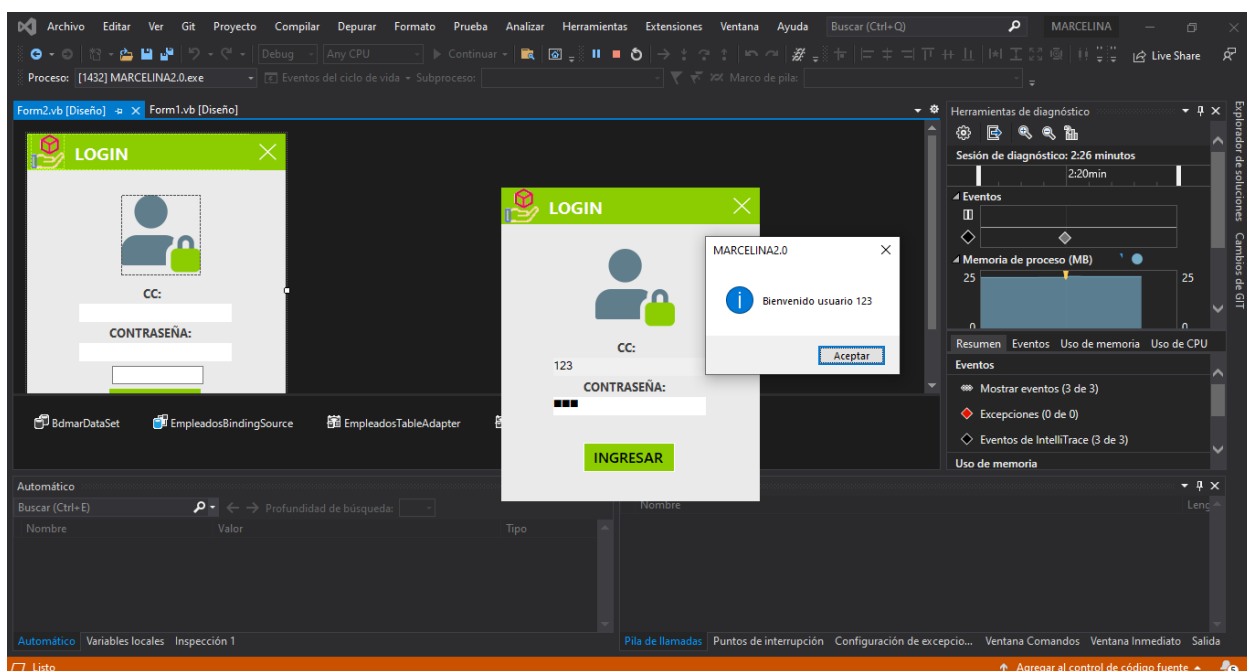 Archivo Editar Ver Git Proyecto Compilar Depurar Formato Prueba Analizar Herramientas Extensiones Ventana Ayuda Buscar (Ctrl+Q) MARCELINA
Debug Any CPU Continuar Live Share
Proceso: [1432] MARCELINA2.0.exe Eventos del ciclo de vida Subproceso: Marco de pila:
Form2.vb [Diseño] Form1.vb [Diseño]
LOGIN
CC:
CONTRASEÑA:
BdmarDataSet EmpleadosBindingSource EmpleadosTableAdapter
LOGIN
CC:
123
CONTRASEÑA:
INGRESAR
MARCELINA2.0
Bienvenido usuario 123
Aceptar
Herramientas de diagnóstico
Sesión de diagnóstico: 2:26 minutos
2:20min
Eventos
Memoria de proceso (MB)
25 25
0 0
Resumen Eventos Uso de memoria Uso de CPU
Eventos
Mostrar eventos (3 de 3)
Excepciones (0 de 0)
Eventos de IntelliTrace (3 de 3)
Uso de memoria
Explorador de soluciones
Cambios de GIT
Automático
Buscar (Ctrl+E) Profundidad de búsqueda:
Nombre Valor Tipo
Nombre
Automático Variables locales Inspección 1
Pila de llamadas Puntos de interrupción Configuración de excepcio... Ventana Comandos Ventana Inmediato Salida
Listo Agregar al control de código fuente